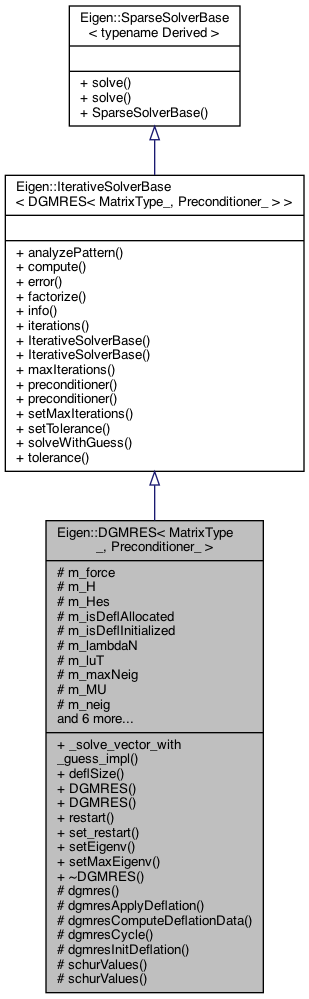 Eigen::SparseSolverBase
< typename Derived >
+ solve()
+ solve()
+ SparseSolverBase()
Eigen::IterativeSolverBase
< DGMRES< MatrixType_, Preconditioner_ > >
+ analyzePattern()
+ compute()
+ error()
+ factorize()
+ info()
+ iterations()
+ IterativeSolverBase()
+ IterativeSolverBase()
+ maxIterations()
+ preconditioner()
+ preconditioner()
+ setMaxIterations()
+ setTolerance()
+ solveWithGuess()
+ tolerance()
Eigen::DGMRES< MatrixType
_, Preconditioner_ >
# m_force
# m_H
# m_Hes
# m_isDeflAllocated
# m_isDeflInitialized
# m_lambdaN
# m_luT
# m_maxNeig
# m_MU
# m_neig
and 6 more...
+ _solve_vector_with
_guess_impl()
+ deflSize()
+ DGMRES()
+ DGMRES()
+ restart()
+ set_restart()
+ setEigenv()
+ setMaxEigenv()
+ ~DGMRES()
# dgmres()
# dgmresApplyDeflation()
# dgmresComputeDeflationData()
# dgmresCycle()
# dgmresInitDeflation()
# schurValues()
# schurValues()